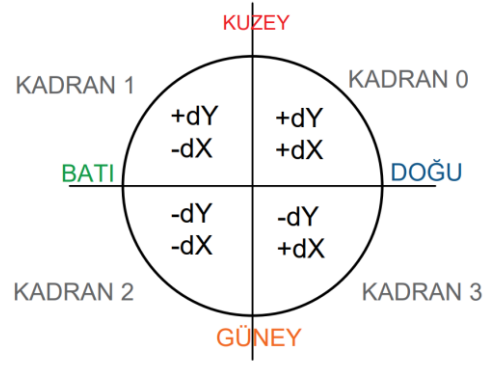 KUZEY
KADRAN 1
KADRAN 0
+dY
-dX
+dY
+dX
BATI
DOĞU
-dY
-dX
-dY
+dX
KADRAN 2
KADRAN 3
GÜNEY